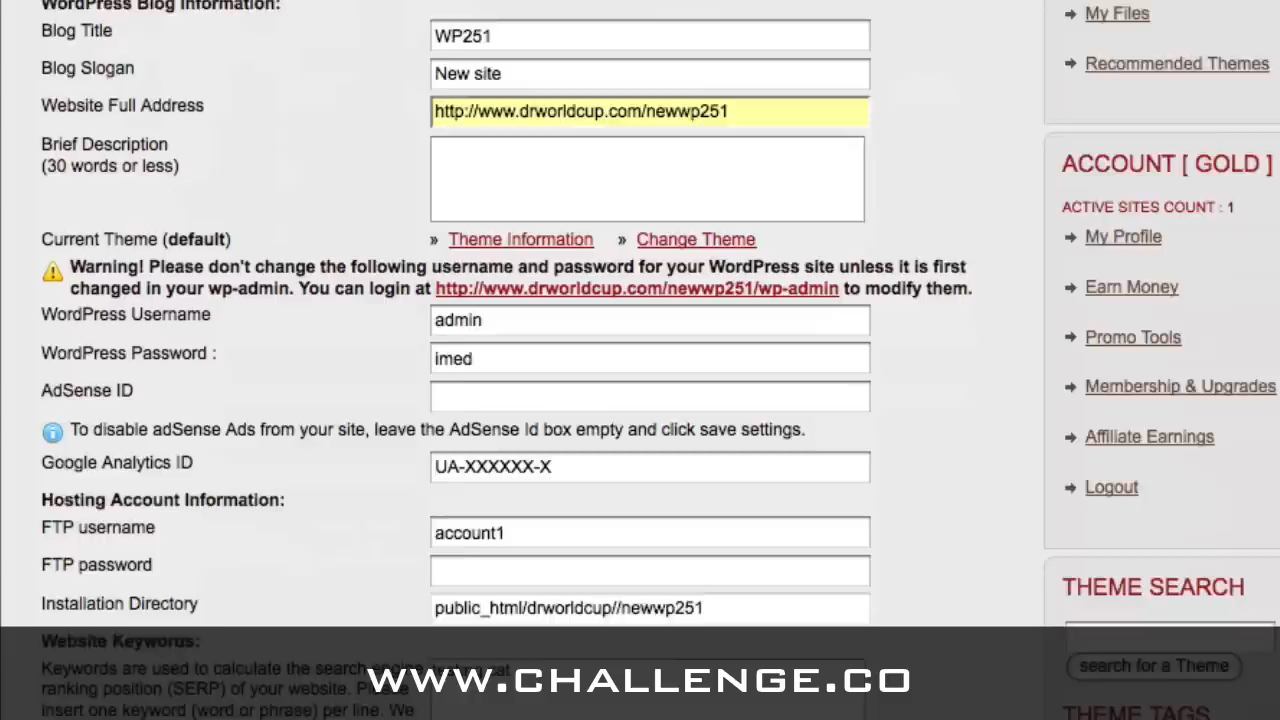 WordPress Blog Information:
Blog Title
WP251
Blog Slogan
New site
Website Full Address
http://www.drworldcup.com/newwp251
Brief Description
(30 words or less)
Current Theme (default)
» Theme Information » Change Theme
Warning! Please don't change the following username and password for your WordPress site unless it is first
changed in your wp-admin. You can login at http://www.drworldcup.com/newwp251/wp-admin to modify them.
WordPress Username
admin
WordPress Password :
imed
AdSense ID
To disable adSense Ads from your site, leave the AdSense Id box empty and click save settings.
Google Analytics ID
UA-XXXXXX-X
Hosting Account Information:
FTP username
account1
FTP password
Installation Directory
public_html/drworldcup//newwp251
Website Keywords:
Keywords are used to calculate the search engine
ranking position (SERP) of your website. Please
insert one keyword (word or phrase) per line. We
My Files
Recommended Themes
ACCOUNT [ GOLD ]
ACTIVE SITES COUNT : 1
My Profile
Earn Money
Promo Tools
Membership & Upgrades
Affiliate Earnings
Logout
THEME SEARCH
search for a Theme
THEME TAGS
WWW.CHALLENGE.CO